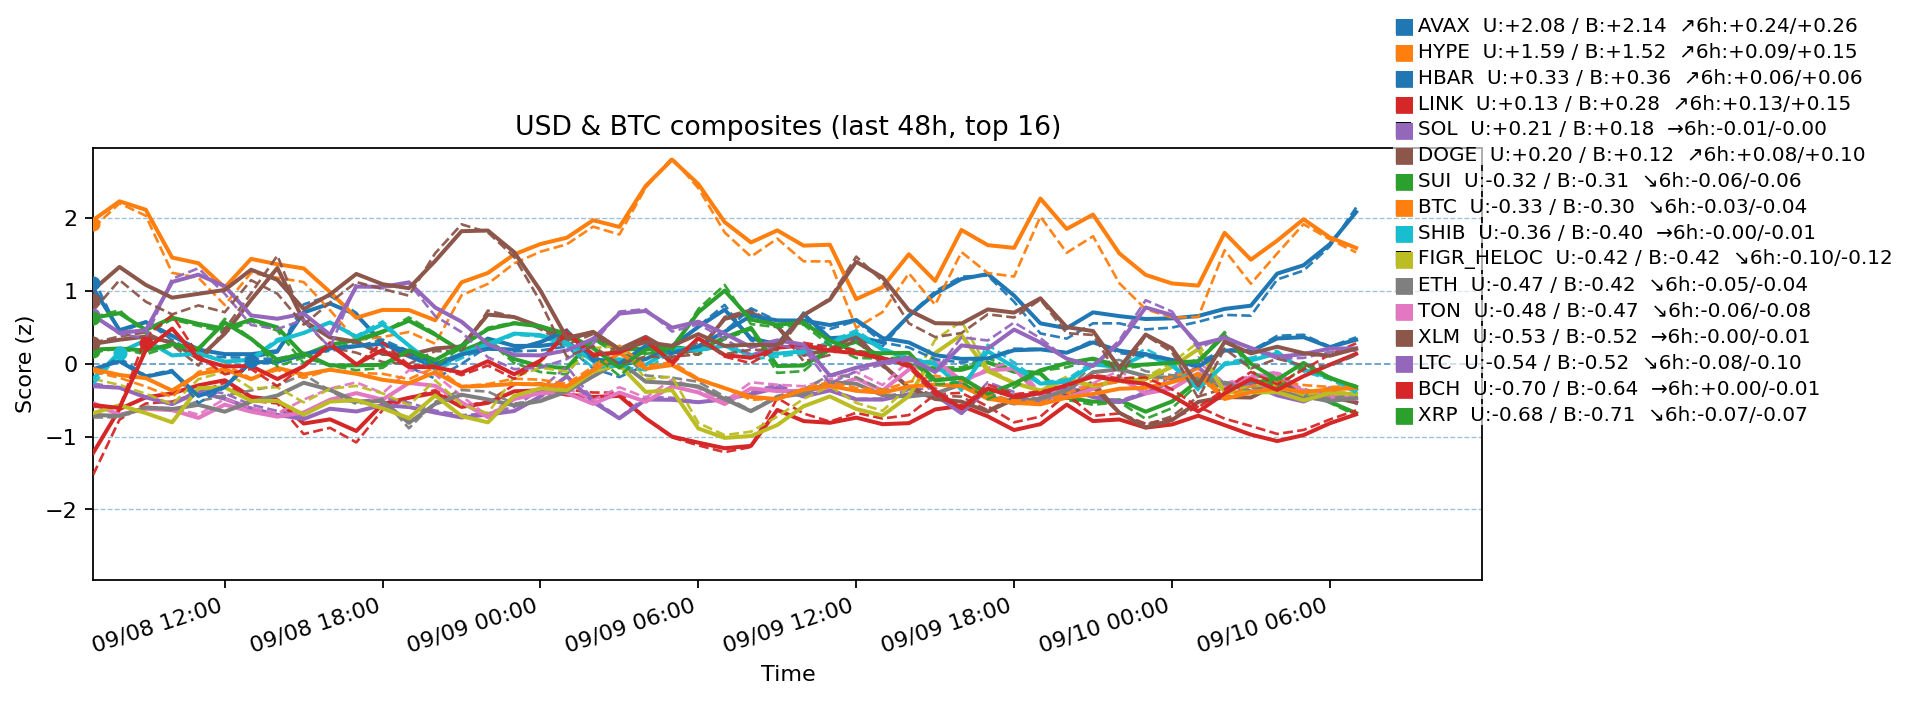 AVAX  U:+2.08 / B:+2.14  ↗6h:+0.24/+0.26
HYPE  U:+1.59 / B:+1.52  ↗6h:+0.09/+0.15
HBAR  U:+0.33 / B:+0.36  ↗6h:+0.06/+0.06
LINK  U:+0.13 / B:+0.28  ↗6h:+0.13/+0.15
SOL  U:+0.21 / B:+0.18  →6h:-0.01/-0.00
DOGE  U:+0.20 / B:+0.12  ↗6h:+0.08/+0.10
SUI  U:-0.32 / B:-0.31  ↘6h:-0.06/-0.06
BTC  U:-0.33 / B:-0.30  ↘6h:-0.03/-0.04
SHIB  U:-0.36 / B:-0.40  →6h:-0.00/-0.01
FIGR_HELOC  U:-0.42 / B:-0.42  ↘6h:-0.10/-0.12
ETH  U:-0.47 / B:-0.42  ↘6h:-0.05/-0.04
TON  U:-0.48 / B:-0.47  ↘6h:-0.06/-0.08
XLM  U:-0.53 / B:-0.52  →6h:-0.00/-0.01
LTC  U:-0.54 / B:-0.52  ↘6h:-0.08/-0.10
BCH  U:-0.70 / B:-0.64  →6h:+0.00/-0.01
XRP  U:-0.68 / B:-0.71  ↘6h:-0.07/-0.07
USD & BTC composites (last 48h, top 16)
Score (z)
2
1
0
−1
−2
09/08 12:00
09/08 18:00
09/09 00:00
09/09 06:00
09/09 12:00
09/09 18:00
09/10 00:00
09/10 06:00
Time